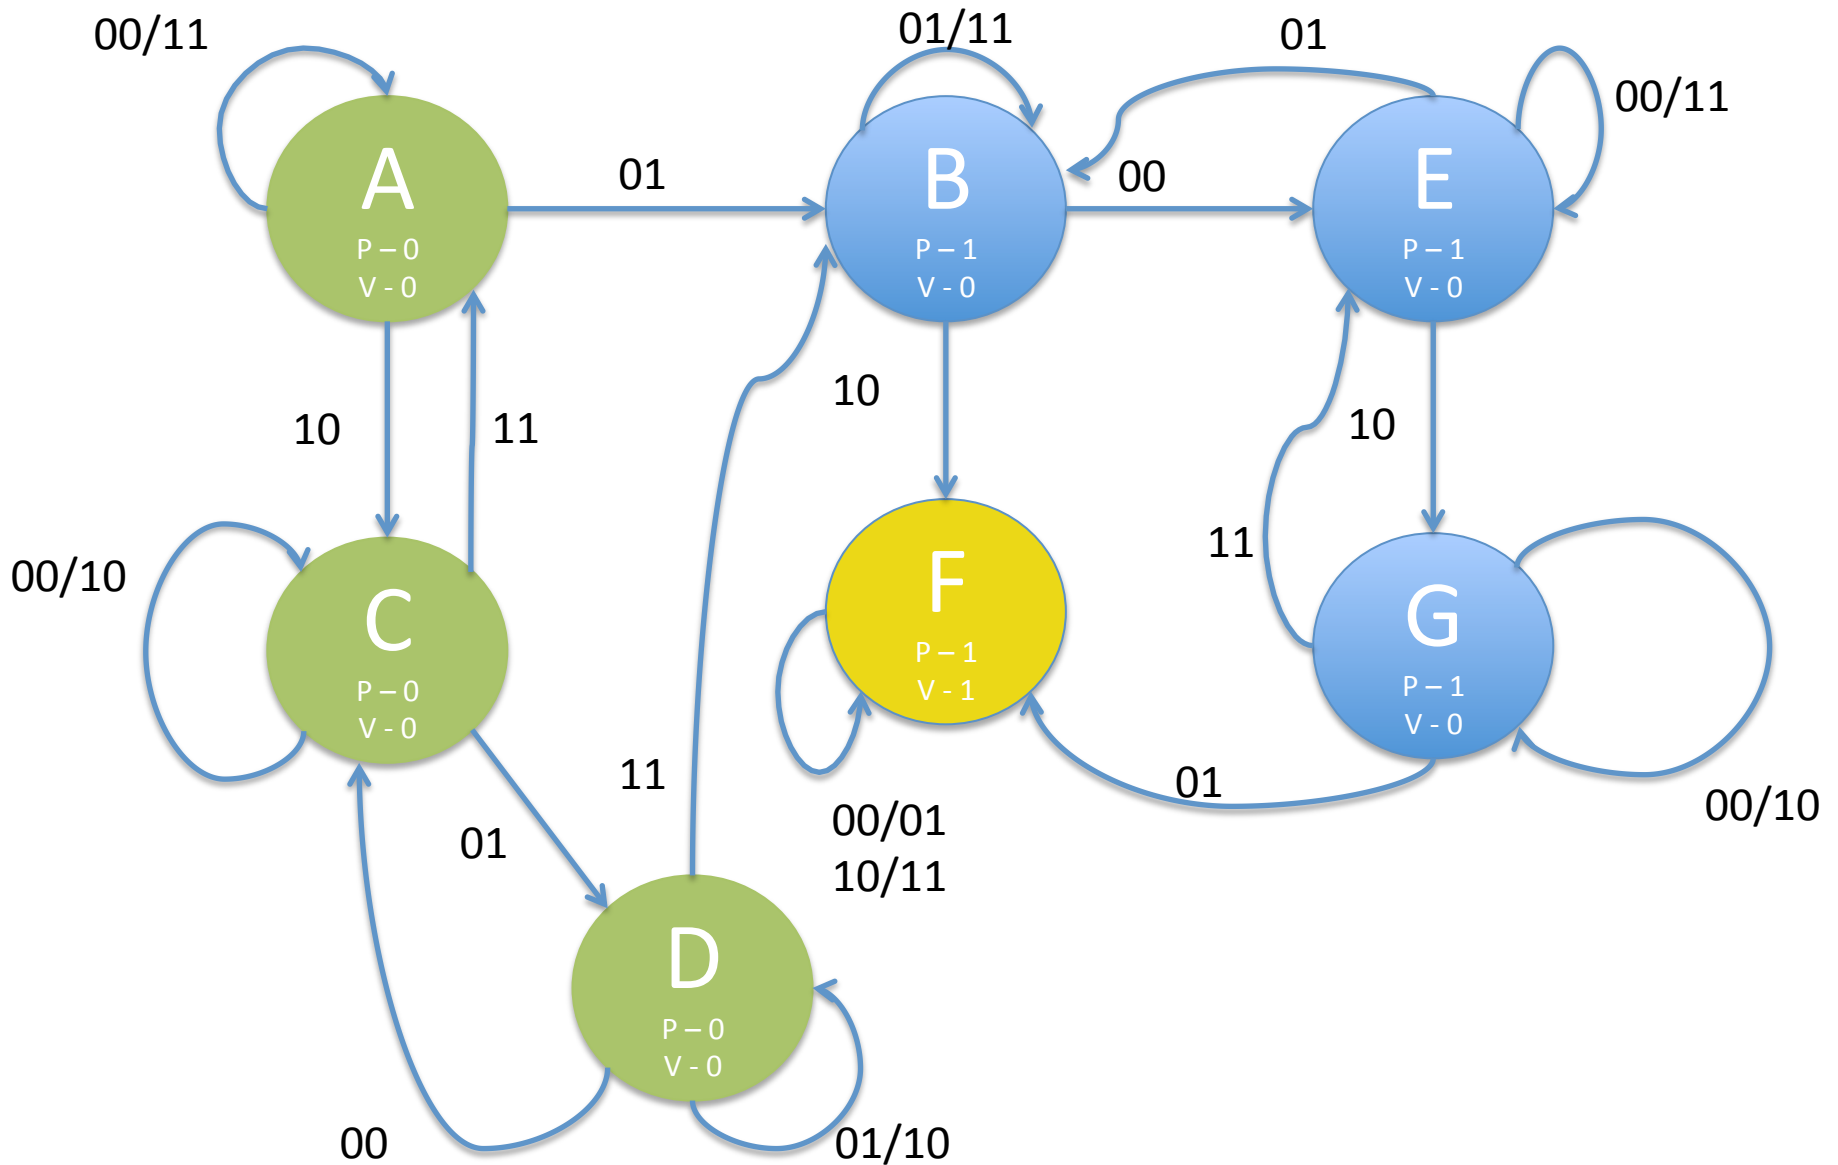 00/11
01/11
01
00/11
A
P – 0
V - 0
01
B
P – 1
V - 0
00
E
P – 1
V - 0
10
11
10
10
00/10
C
P – 0
V - 0
11
F
P – 1
V - 1
11
G
P – 1
V - 0
01
00/01
10/11
01
00/10
D
P – 0
V - 0
00
01/10